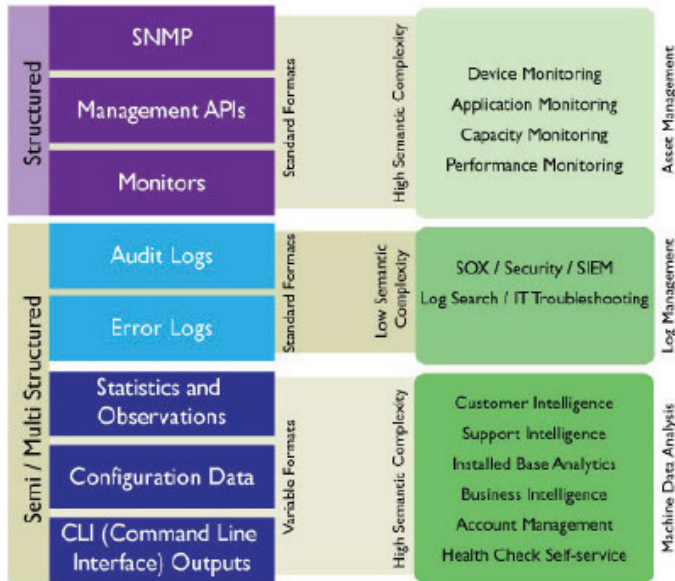 Structured
SNMP
Management APIs
Monitors
Standard Formats
High Semantic Complexity
Device Monitoring
Application Monitoring
Capacity Monitoring
Performance Monitoring
Asset Management
Semi / Multi Structured
Audit Logs
Error Logs
Standard Formats
Low Semantic
Complexity
SOX / Security / SIEM
Log Search / IT Troubleshooting
Log Management
Statistics and
Observations
Configuration Data
CLI (Command Line
Interface) Outputs
Variable Formats
High Semantic Complexity
Customer Intelligence
Support Intelligence
Installed Base Analytics
Business Intelligence
Account Management
Health Check Self-service
Machine Data Analysis